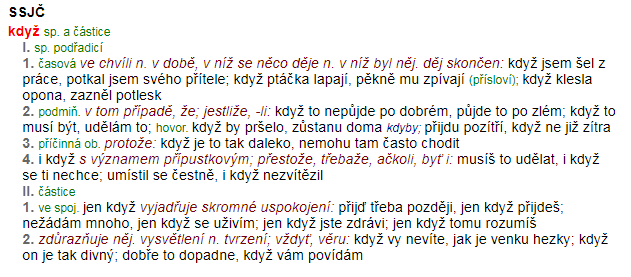 SSJČ
když sp. a částice
I. sp. podřadicí
1. časová ve chvíli n. v době, v níž se něco děje n. v níž byl něj. děj skončen: když jsem šel z
práce, potkal jsem svého přítele; když ptáčka lapají, pěkně mu zpívají (přísloví); když klesla
opona, zazněl potlesk
2. podmiň. v tom případě, že; jestliže, -li: když to nepůjde po dobrém, půjde to po zlém; když to
musí být, udělám to; hovor. když by pršelo, zůstanu doma kdyby; přijdu pozítří, když ne již zítra
3. příčinná ob. protože: když je to tak daleko, nemohu tam často chodit
4. i když s významem přípustkovým; přestože, třebaže, ačkoli, byť i: musíš to udělat, i když
se ti nechce; umístil se čestně, i když nezvítězil
II. částice
1. ve spoj. jen když vyjadřuje skromné uspokojení: přijď třeba později, jen když přijdeš;
nežádám mnoho, jen když se uživím; jen když jste zdrávi; jen když tomu rozumíš
2. zdůrazňuje něj. vysvětlení n. tvrzení; vždyť, věru: když vy nevíte, jak je venku hezky; když
on je tak divný; dobře to dopadne, když vám povídám